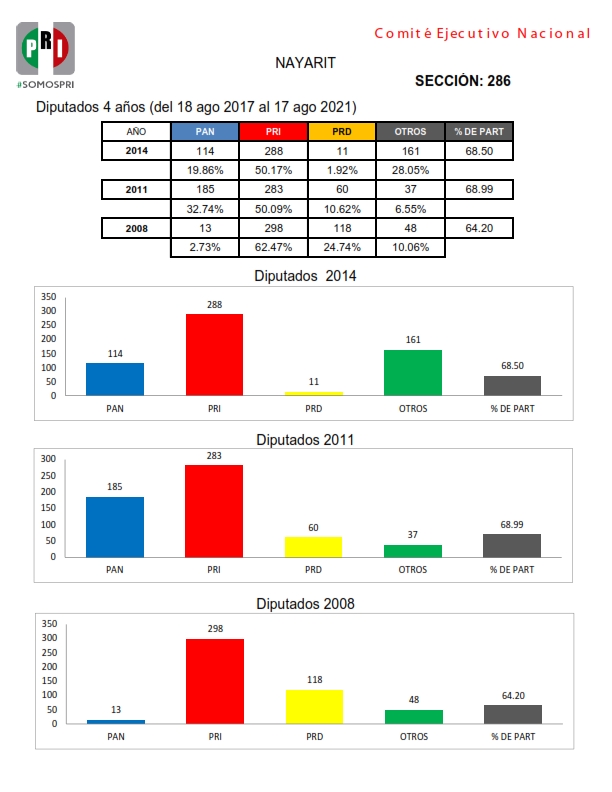 Comité Ejecutivo Nacional
PRI
#SOMOSPRI
NAYARIT
SECCIÓN: 286
Diputados 4 años (del 18 ago 2017 al 17 ago 2021)
AÑO PAN PRI PRD OTROS % DE PART
2014 114 288 11 161 68.50
19.86% 50.17% 1.92% 28.05%
2011 185 283 60 37 68.99
32.74% 50.09% 10.62% 6.55%
2008 13 298 118 48 64.20
2.73% 62.47% 24.74% 10.06%
Diputados 2014
350
300
250
200
150
100
50
0
114 288 11 161 68.50
PAN PRI PRD OTROS % DE PART
Diputados 2011
300
250
200
150
100
50
0
185 283 60 37 68.99
PAN PRI PRD OTROS % DE PART
Diputados 2008
350
300
250
200
150
100
50
0
13 298 118 48 64.20
PAN PRI PRD OTROS % DE PART